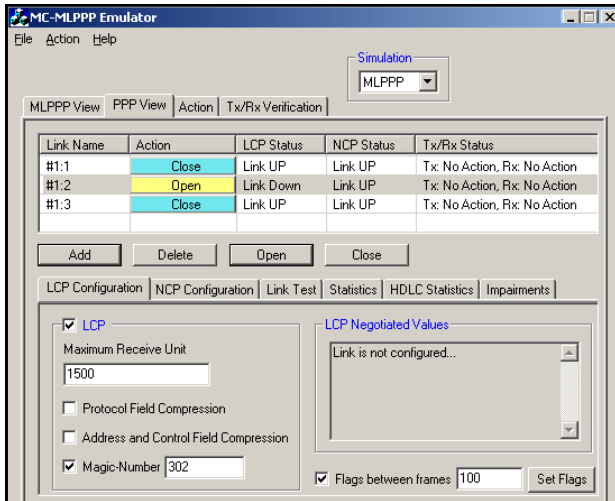 MC-MLPPP Emulator
File Action Help
Simulation
MLPPP
MLPPP View PPP View Action Tx/Rx Verification
Link Name Action LCP Status NCP Status Tx/Rx Status
#1:1 Close Link UP Link UP Tx: No Action, Rx: No Action
#1:2 Open Link Down Link UP Tx: No Action, Rx: No Action
#1:3 Close Link UP Link UP Tx: No Action, Rx: No Action
Add Delete Open Close
LCP Configuration NCP Configuration Link Test Statistics HDLC Statistics Impairments
LCP
Maximum Receive Unit
1500
Protocol Field Compression
Address and Control Field Compression
Magic-Number 302
LCP Negotiated Values
Link is not configured...
Flags between frames 100 Set Flags